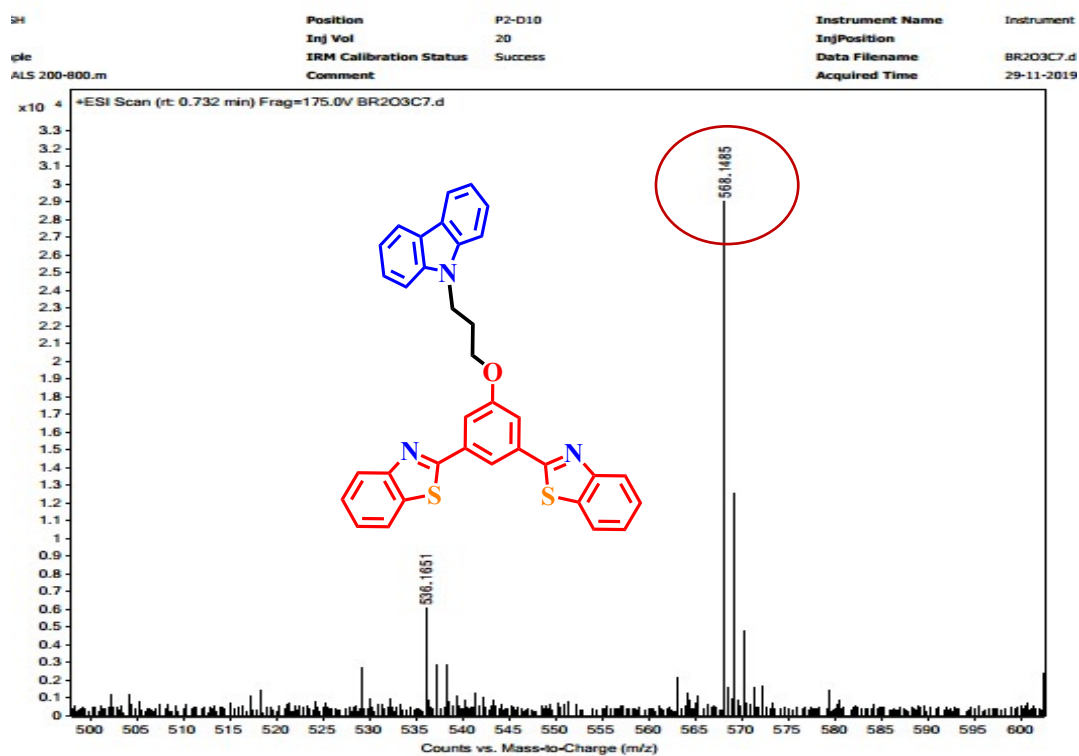 SH Position P2-D10 Instrument Name Instrument
Inj Vol 20 InjPosition
ple IRM Calibration Status Success Data Filename BR2O3C7.d
ALS 200-800.m Comment Acquired Time 29-11-2019
x10 4 +ESI Scan (rt: 0.732 min) Frag=175.0V BR2O3C7.d
3.3
3.2
3.1
3
2.9
2.8
2.7
2.6
2.5
2.4
2.3
2.2
2.1
2
1.9
1.8
1.7
1.6
1.5
1.4
1.3
1.2
1.1
1
0.9
0.8
0.7
0.6
0.5
0.4
0.3
0.2
0.1
0
568.1485
N
O
N
N
S
S
536.1651
500 505 510 515 520 525 530 535 540 545 550 555 560 565 570 575 580 585 590 595 600
Counts vs. Mass-to-Charge (m/z)